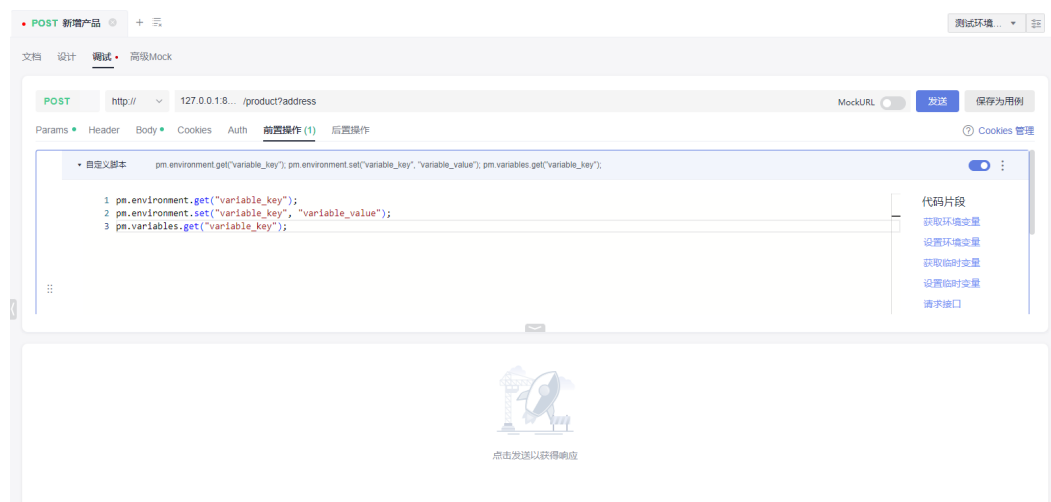 POST 新增产品
测试环境...
文档 设计 调试 高级Mock
POST http:// 127.0.0.1:8... /product?address MockURL 发送 保存为用例
Params Header Body Cookies Auth 前置操作 (1) 后置操作 Cookies 管理
自定义脚本 pm.environment.get("variable_key"); pm.environment.set("variable_key", "variable_value"); pm.variables.get("variable_key");
1 pm.environment.get("variable_key");
2 pm.environment.set("variable_key", "variable_value");
3 pm.variables.get("variable_key");
代码片段
获取环境变量
设置环境变量
获取临时变量
设置临时变量
请求接口
点击发送以获得响应